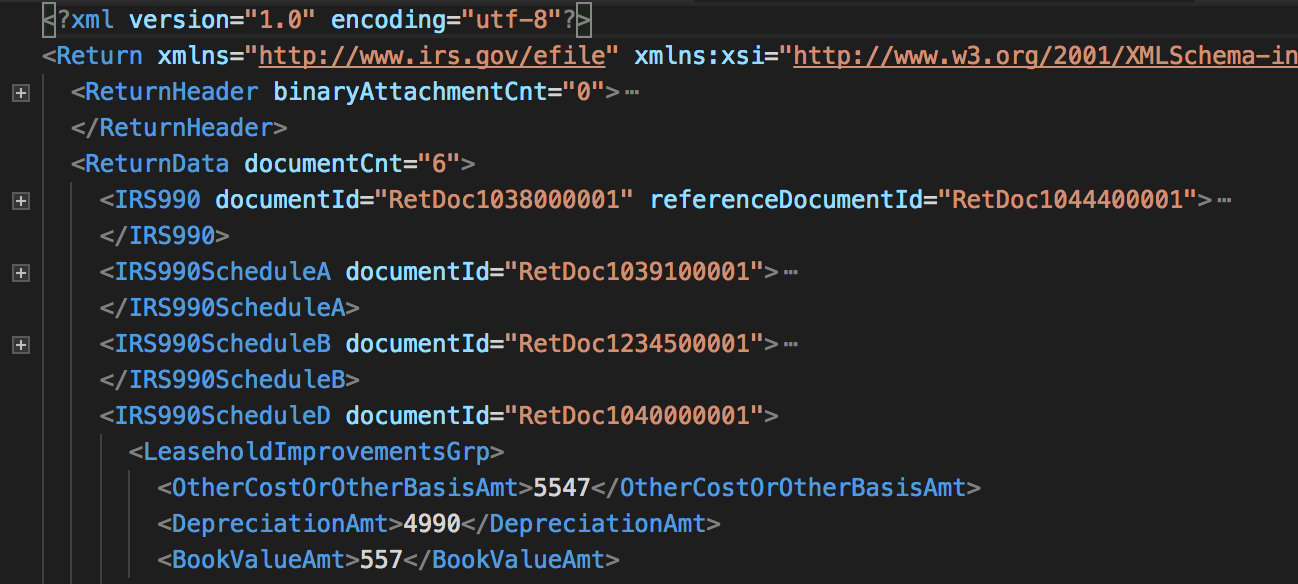 <?xml version="1.0" encoding="utf-8"?>
<Return xmlns="http://www.irs.gov/efile" xmlns:xsi="http://www.w3.org/2001/XMLSchema-in
<ReturnHeader binaryAttachmentCnt="0">⋯
</ReturnHeader>
<ReturnData documentCnt="6">
<IRS990 documentId="RetDoc1038000001" referenceDocumentId="RetDoc1044400001">⋯
</IRS990>
<IRS990ScheduleA documentId="RetDoc1039100001">⋯
</IRS990ScheduleA>
<IRS990ScheduleB documentId="RetDoc1234500001">⋯
</IRS990ScheduleB>
<IRS990ScheduleD documentId="RetDoc1040000001">
<LeaseholdImprovementsGrp>
<OtherCostOrOtherBasisAmt>5547</OtherCostOrOtherBasisAmt>
<DepreciationAmt>4990</DepreciationAmt>
<BookValueAmt>557</BookValueAmt>